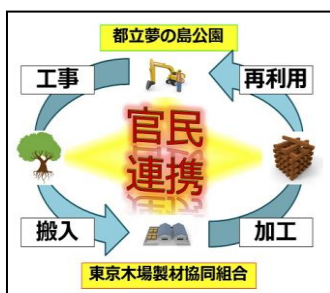 都立夢の島公園
工事
再利用
官民
連携
搬入
加工
東京木場製材協同組合